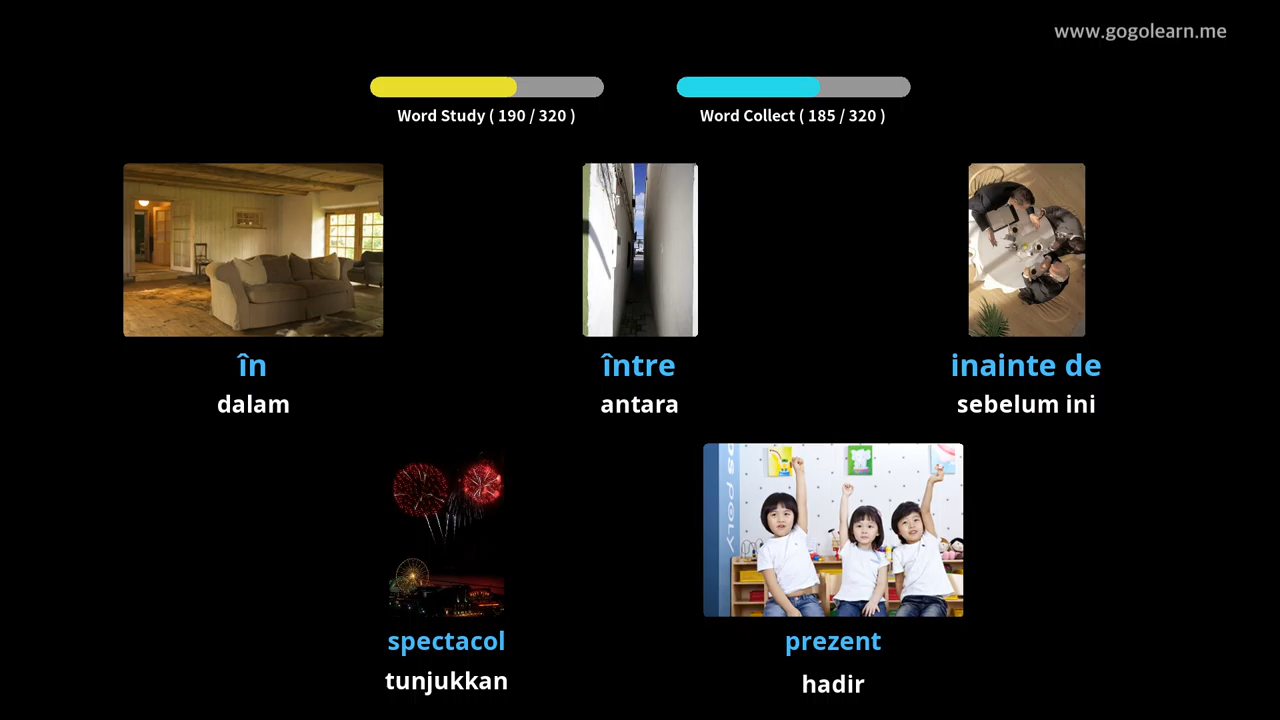 www.gogolearn.me
Word Study ( 190 / 320 )
Word Collect ( 185 / 320 )
în
între
inainte de
dalam
antara
sebelum ini
spectacol
prezent
tunjukkan
hadir